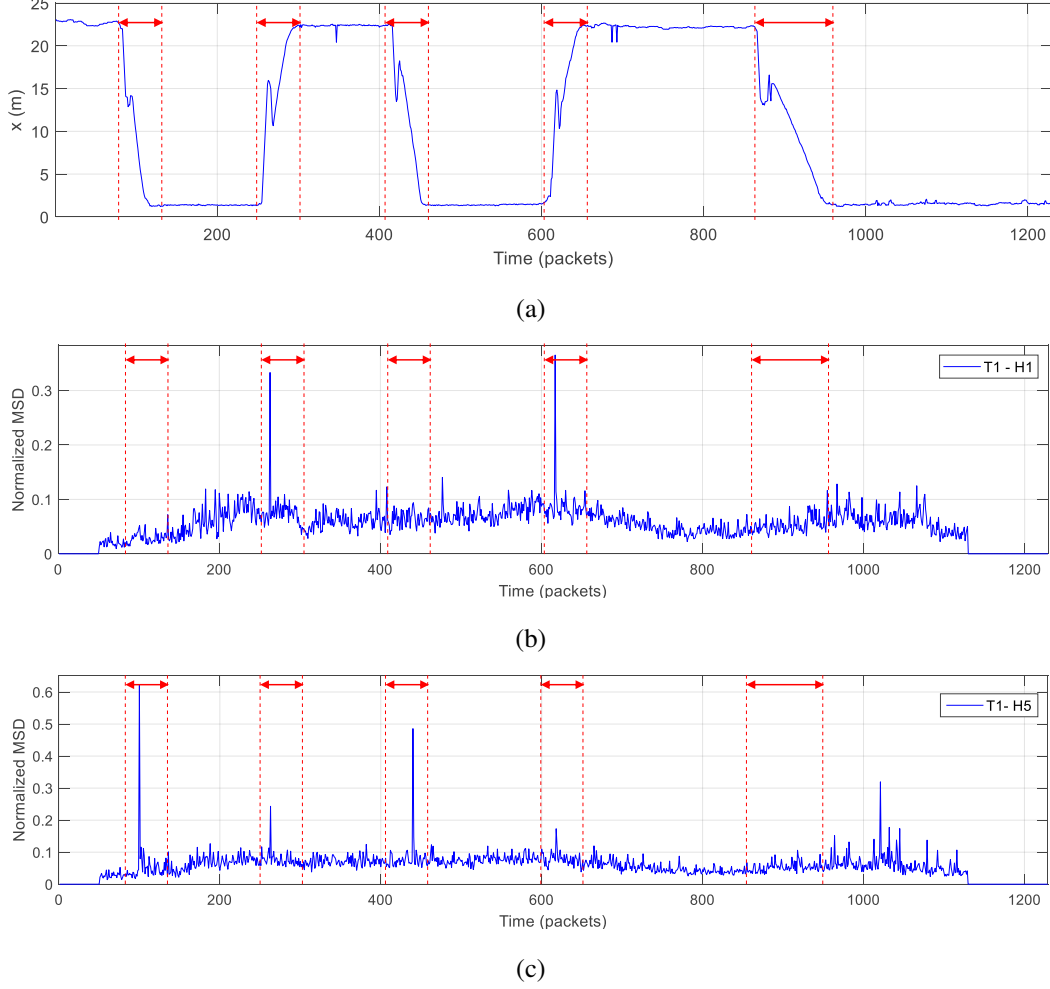 25
20
15
10
5
0
x (m)
200 400 600 800 1000 1200
Time (packets)
(a)
T1 - H1
0.3
0.2
0.1
0
Normalized MSD
0 200 400 600 800 1000 1200
Time (packets)
(b)
T1- H5
0.6
0.5
0.4
0.3
0.2
0.1
0
Normalized MSD
0 200 400 600 800 1000 1200
Time (packets)
(c)